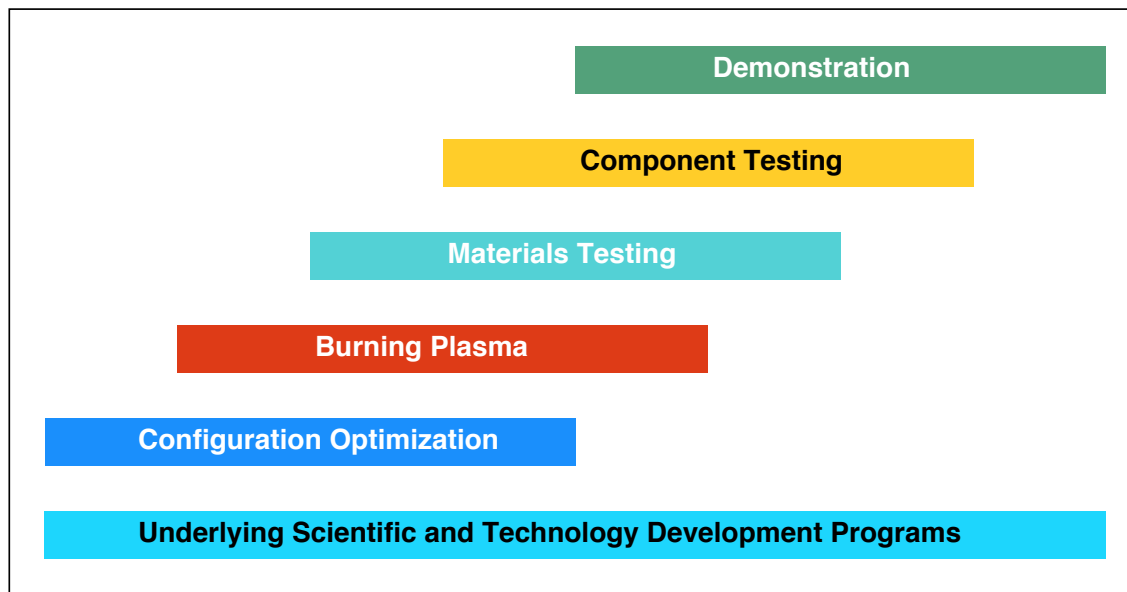 Demonstration
Component Testing
Materials Testing
Burning Plasma
Configuration Optimization
Underlying Scientific and Technology Development Programs